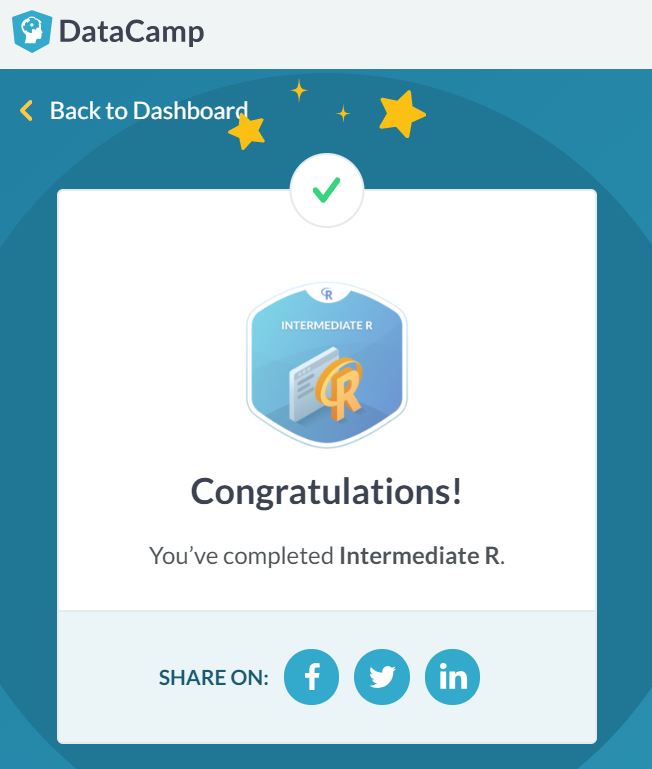 DataCamp
Back to Dashboard
R
INTERMEDIATE R
R
Congratulations!
You’ve completed Intermediate R.
SHARE ON:
f
in